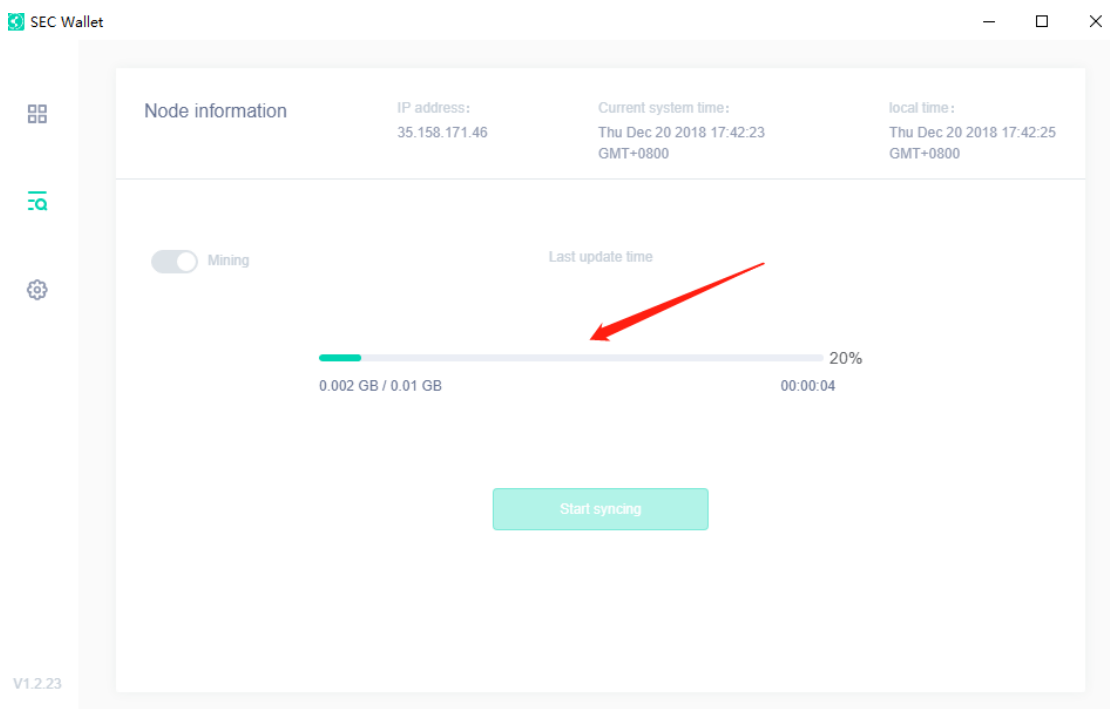 SEC Wallet
Node information
IP address:
35.158.171.46
Current system time:
Thu Dec 20 2018 17:42:23
GMT+0800
local time:
Thu Dec 20 2018 17:42:25
GMT+0800
Mining
Last update time
20%
0.002 GB / 0.01 GB
00:00:04
Start syncing
V1.2.23